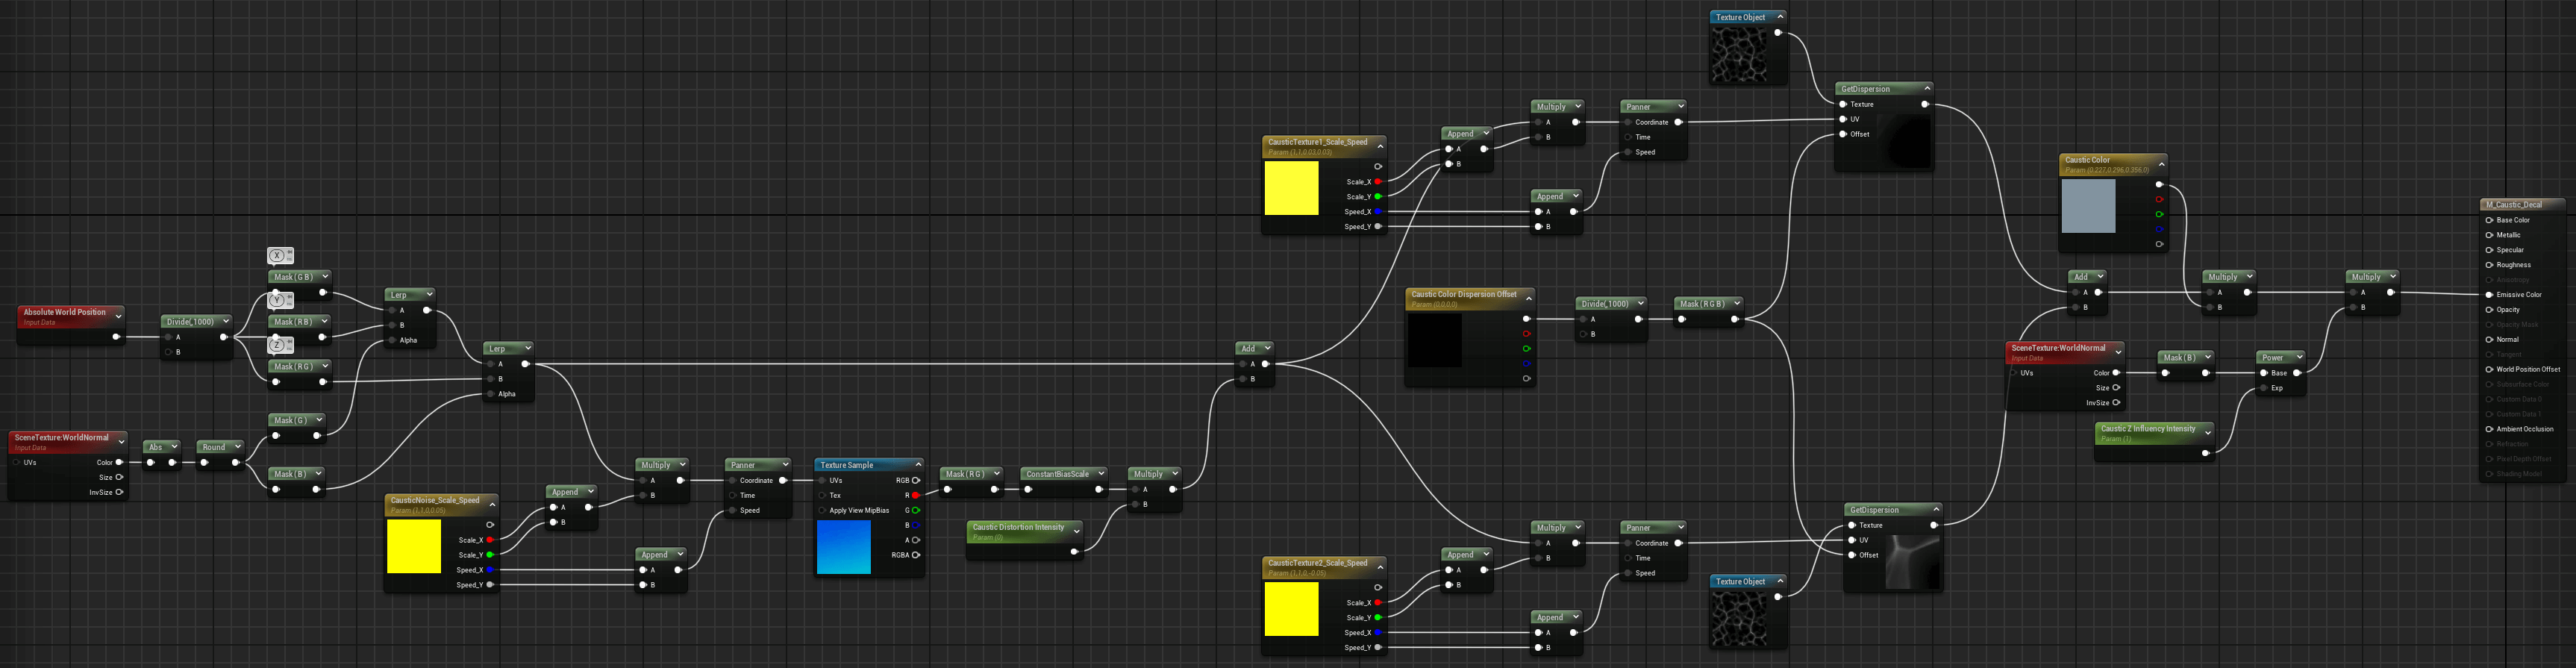 X
Mask ( G B )
Y
Mask ( R B )
Z
Mask ( R G )
Absolute World Position
Input Data
Divide(,1000)
A
B
Lerp
A
B
Alpha
Lerp
A
B
Alpha
SceneTexture:WorldNormal
Input Data
UVs
Color
Size
InvSize
Abs
Round
Mask ( G )
Mask ( B )
CausticNoise_Scale_Speed
Param (1,1,0,0.05)
Scale_X
Scale_Y
Speed_X
Speed_Y
Append
A
B
Append
A
B
Multiply
A
B
Panner
Coordinate
Time
Speed
Texture Sample
UVs
Tex
Apply View MipBias
RGB
R
G
B
A
RGBA
Mask ( R G )
ConstantBiasScale
Caustic Distortion Intensity
Param (0)
Multiply
A
B
Add
A
B
CausticTexture1_Scale_Speed
Param (1,1,0.03,0.03)
Scale_X
Scale_Y
Speed_X
Speed_Y
Append
A
B
Append
A
B
Multiply
A
B
Panner
Coordinate
Time
Speed
Texture Object
GetDispersion
Texture
UV
Offset
Caustic Color Dispersion Offset
Param (0,0,0,0)
Divide(,1000)
A
B
Mask ( R G B )
CausticTexture2_Scale_Speed
Param (1,1,0,-0.05)
Scale_X
Scale_Y
Speed_X
Speed_Y
Append
A
B
Append
A
B
Multiply
A
B
Panner
Coordinate
Time
Speed
Texture Object
GetDispersion
Texture
UV
Offset
Caustic Color
Param (0.227,0.296,0.356,0)
Add
A
B
Multiply
A
B
Multiply
A
B
SceneTexture:WorldNormal
Input Data
UVs
Color
Size
InvSize
Mask ( B )
Power
Base
Exp
Caustic Z Influency Intensity
Param (1)
M_Caustic_Decal
Base Color
Metallic
Specular
Roughness
Anisotropy
Emissive Color
Opacity
Opacity Mask
Normal
Tangent
World Position Offset
Subsurface Color
Custom Data 0
Custom Data 1
Ambient Occlusion
Refraction
Pixel Depth Offset
Shading Model